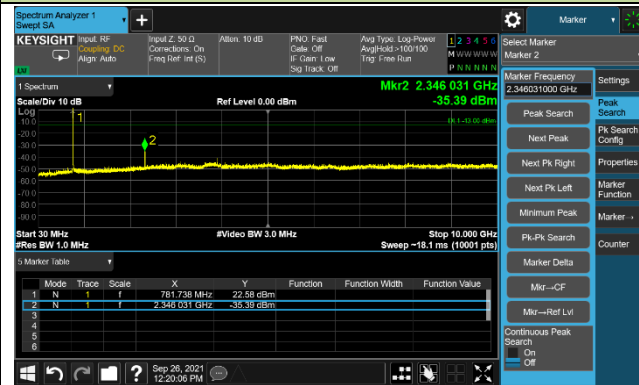 Spectrum Analyzer 1
Swept SA
KEYSIGHT
Input: RF
Coupling: DC
Align: Auto
Input Z: 50 Ω
Corrections: On
Freq Ref: Int (S)
Atten: 10 dB
PNO: Fast
Gate: Off
IF Gain: Low
Sig Track: Off
Avg Type: Log-Power
Avg|Hold:>100/100
Trig: Free Run
1 2 3 4 5 6
M W W W W W
P N N N N N
LXI
1 Spectrum
Mkr2 2.346 031 0 GHz
Scale/Div 10 dB
Ref Level 0.00 dBm
-35.39 dBm
Log
DL1 -13.00 dBm
1
2
-10.0
-20.0
-30.0
-40.0
-50.0
-60.0
-70.0
-80.0
-90.0
Start 30 MHz
#Video BW 3.0 MHz
Stop 10.000 GHz
#Res BW 1.0 MHz
Sweep ~18.1 ms (10001 pts)
5 Marker Table
Mode Trace Scale X Y Function Function Width Function Value
1 N 1 f 781.738 MHz 22.58 dBm
2 N 1 f 2.346 031 GHz -35.39 dBm
3
4
5
6
Sep 26, 2021
12:20:06 PM
Marker
Select Marker
Marker 2
Marker Frequency
2.346031000 GHz
Peak Search
Next Peak
Next Pk Right
Next Pk Left
Minimum Peak
Pk-Pk Search
Marker Delta
Mkr→CF
Mkr→Ref Lvl
Continuous Peak
Search
On
Off
Settings
Peak
Search
Pk Search
Config
Properties
Marker
Function
Marker→
Counter